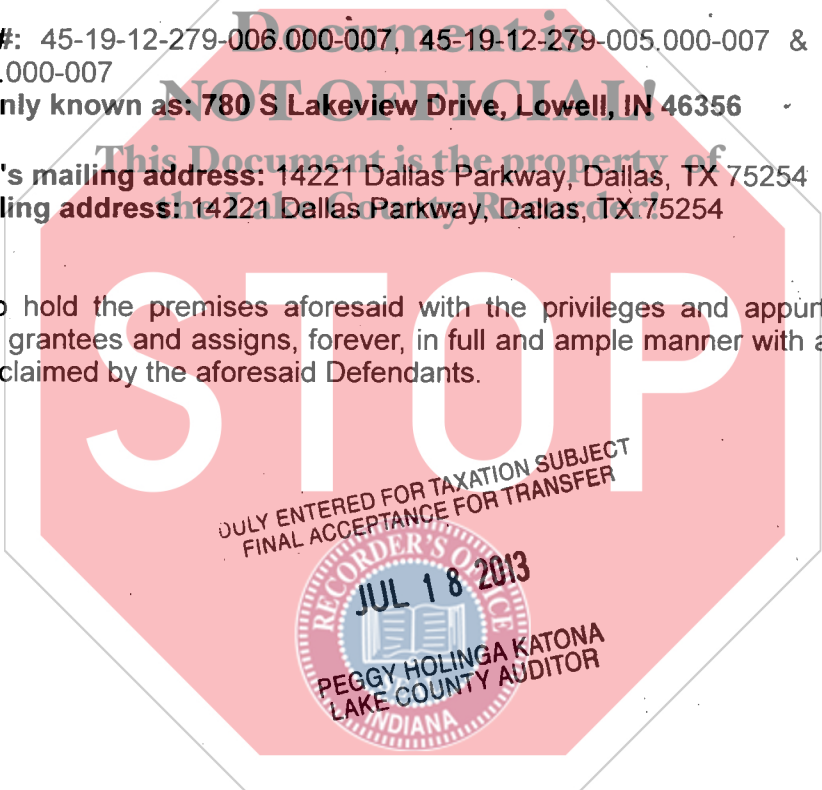 #: 45-19-12-279-006.000-007, 45-19-12-279-005.000-007 &
.000-007
nly known as: 780 S Lakeview Drive, Lowell, IN 46356
's mailing address: 14221 Dallas Parkway, Dallas, TX 75254
ling address: 14221 Dallas Parkway, Dallas, TX 75254
Document is
NOT OFFICIAL!
This Document is the property of
the Lake County Recorder!
o hold the premises aforesaid with the privileges and appurt
grantees and assigns, forever, in full and ample manner with a
claimed by the aforesaid Defendants.
STOP
DULY ENTERED FOR TAXATION SUBJECT
FINAL ACCEPTANCE FOR TRANSFER
JUL 18 2013
PEGGY HOLINGA KATONA
LAKE COUNTY AUDITOR
RECORDER'S OFFICE
INDIANA